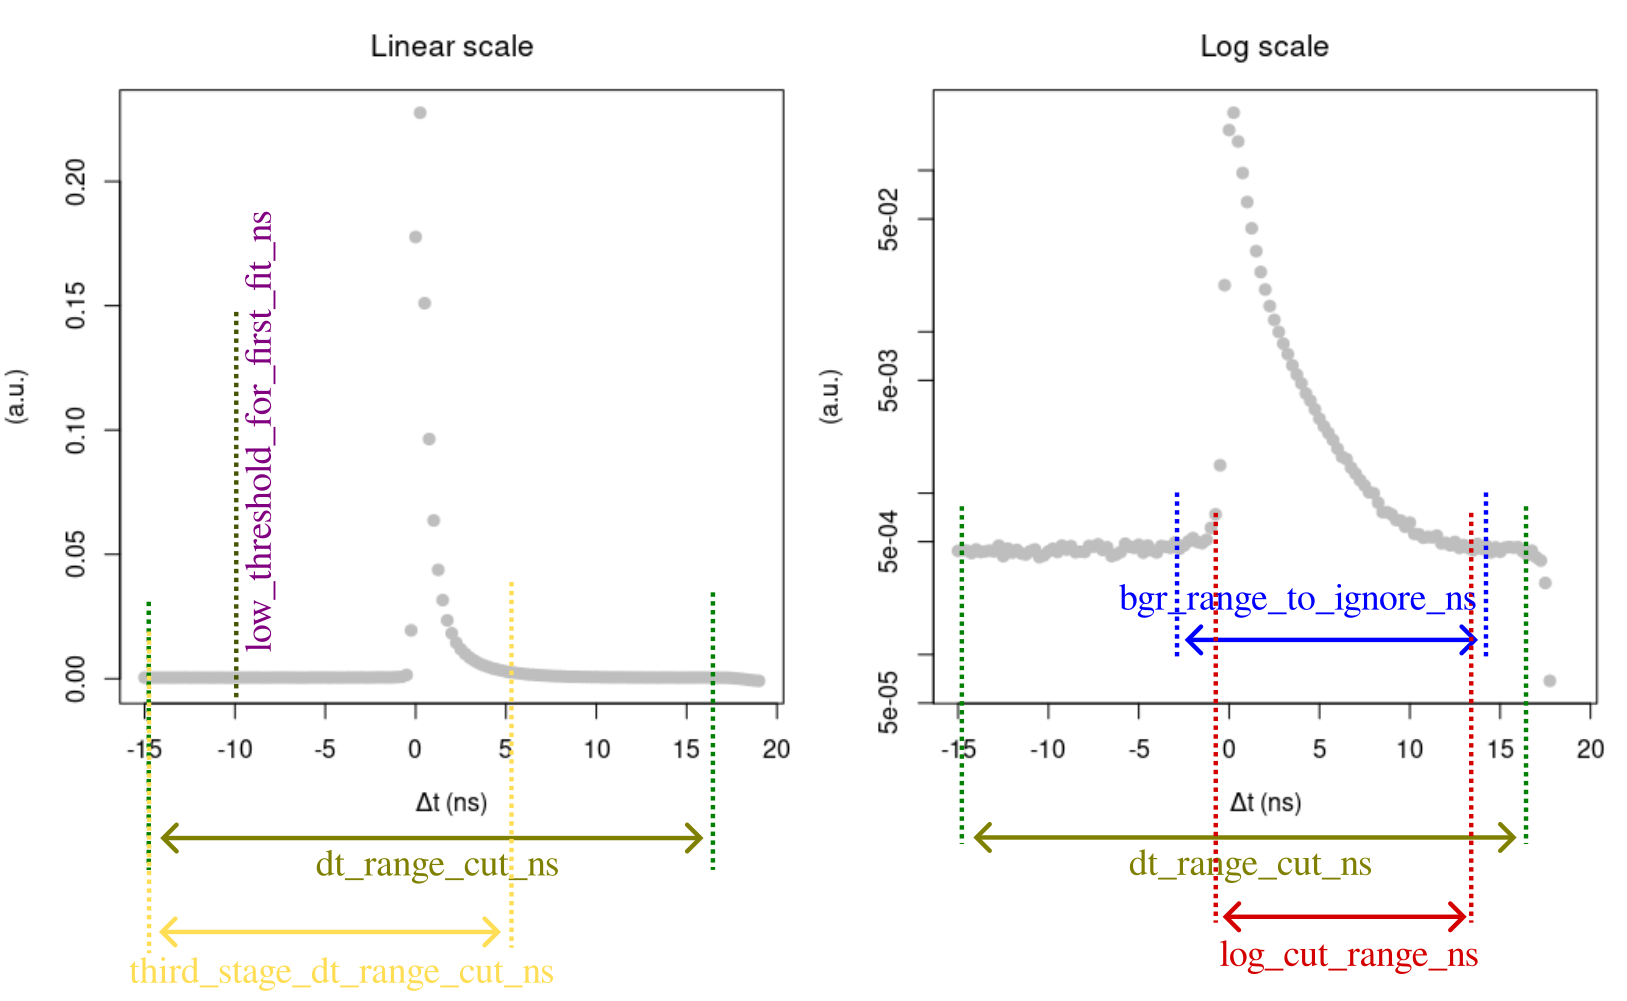 Linear scale
(a.u.)
0.20
0.15
0.10
0.05
0.00
low_threshold_for_first_fit_ns
-15 -10 -5 0 5 10 15 20
Δt (ns)
dt_range_cut_ns
third_stage_dt_range_cut_ns
Log scale
(a.u.)
5e-02
5e-03
5e-04
5e-05
bgr_range_to_ignore_ns
-15 -10 -5 0 5 10 15 20
Δt (ns)
dt_range_cut_ns
log_cut_range_ns